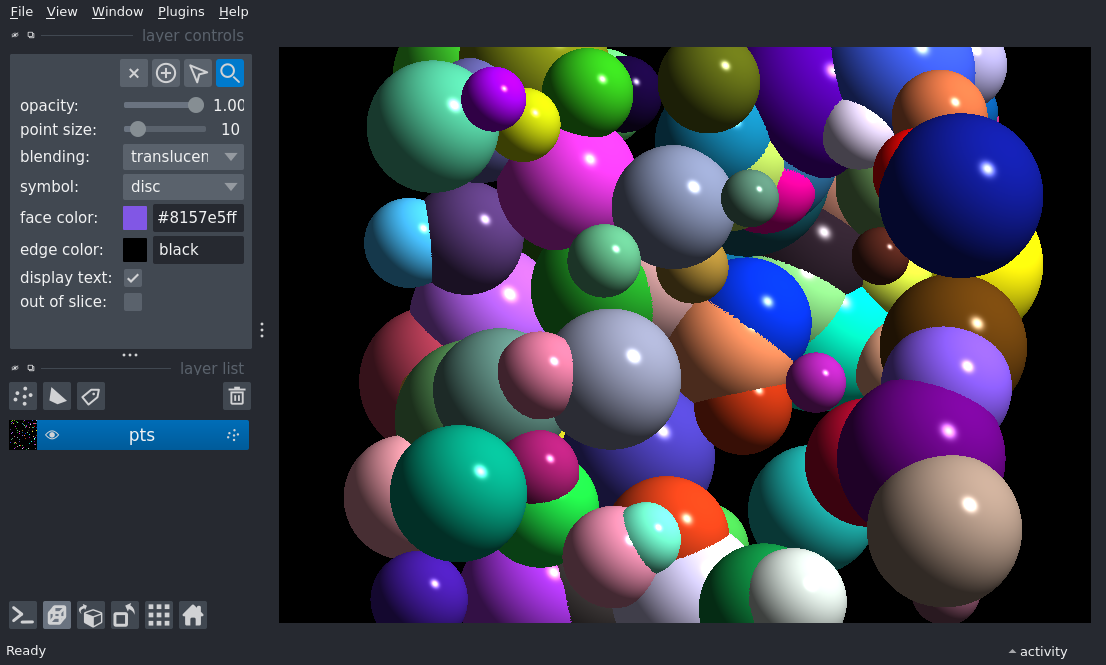 File View Window Plugins Help
layer controls
opacity: 1.00
point size: 10
blending: translucen
symbol: disc
face color: #8157e5ff
edge color: black
display text:
out of slice:
layer list
pts
Ready
activity